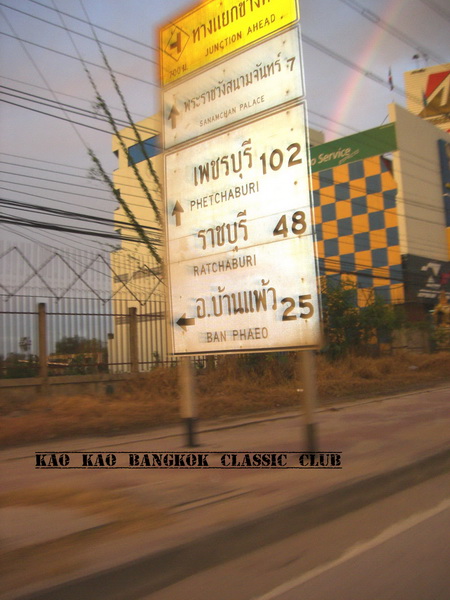 ทางแยกข้างหน้า
JUNCTION AHEAD
พระราชวังสนามจันทร์ 7
SANAMCHAN PALACE
เพชรบุรี 102
PHETCHABURI
ราชบุรี 48
RATCHABURI
อ.บ้านแพ้ว 25
BAN PHAEO
o Service
KAO KAO BANGKOK CLASSIC CLUB